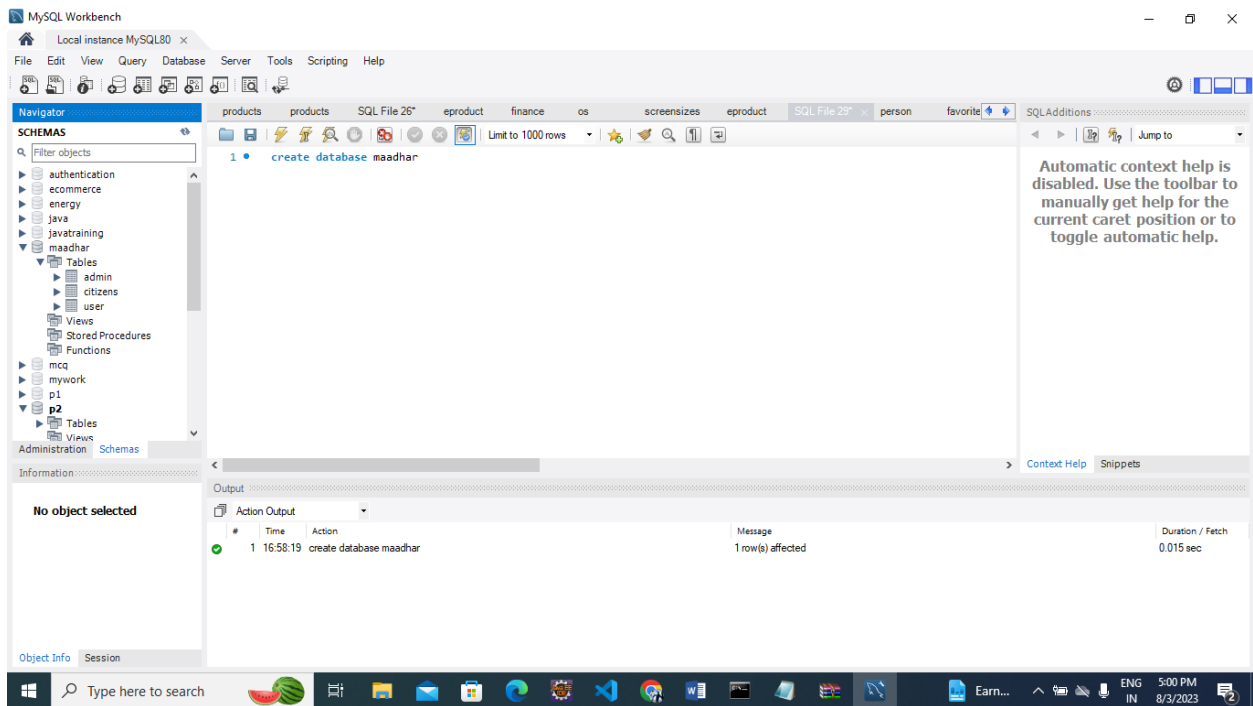 MySQL Workbench
Local instance MySQL80
File Edit View Query Database Server Tools Scripting Help
Navigator
SCHEMAS
Filter objects
authentication
ecommerce
energy
java
javatraining
maadhar
Tables
admin
citizens
user
Views
Stored Procedures
Functions
mcq
mywork
p1
p2
Tables
Views
Administration Schemas
Information
No object selected
Object Info Session
products products SQL File 26* eproduct finance os screensizes eproduct SQL File 29* person favorite
Limit to 1000 rows
1 create database maadhar
SQLAdditions
Jump to
Automatic context help is
disabled. Use the toolbar to
manually get help for the
current caret position or to
toggle automatic help.
Context Help Snippets
Output
Action Output
# Time Action Message Duration / Fetch
1 16:58:19 create database maadhar 1 row(s) affected 0.015 sec
Type here to search
Earn...
ENG
IN
5:00 PM
8/3/2023
2